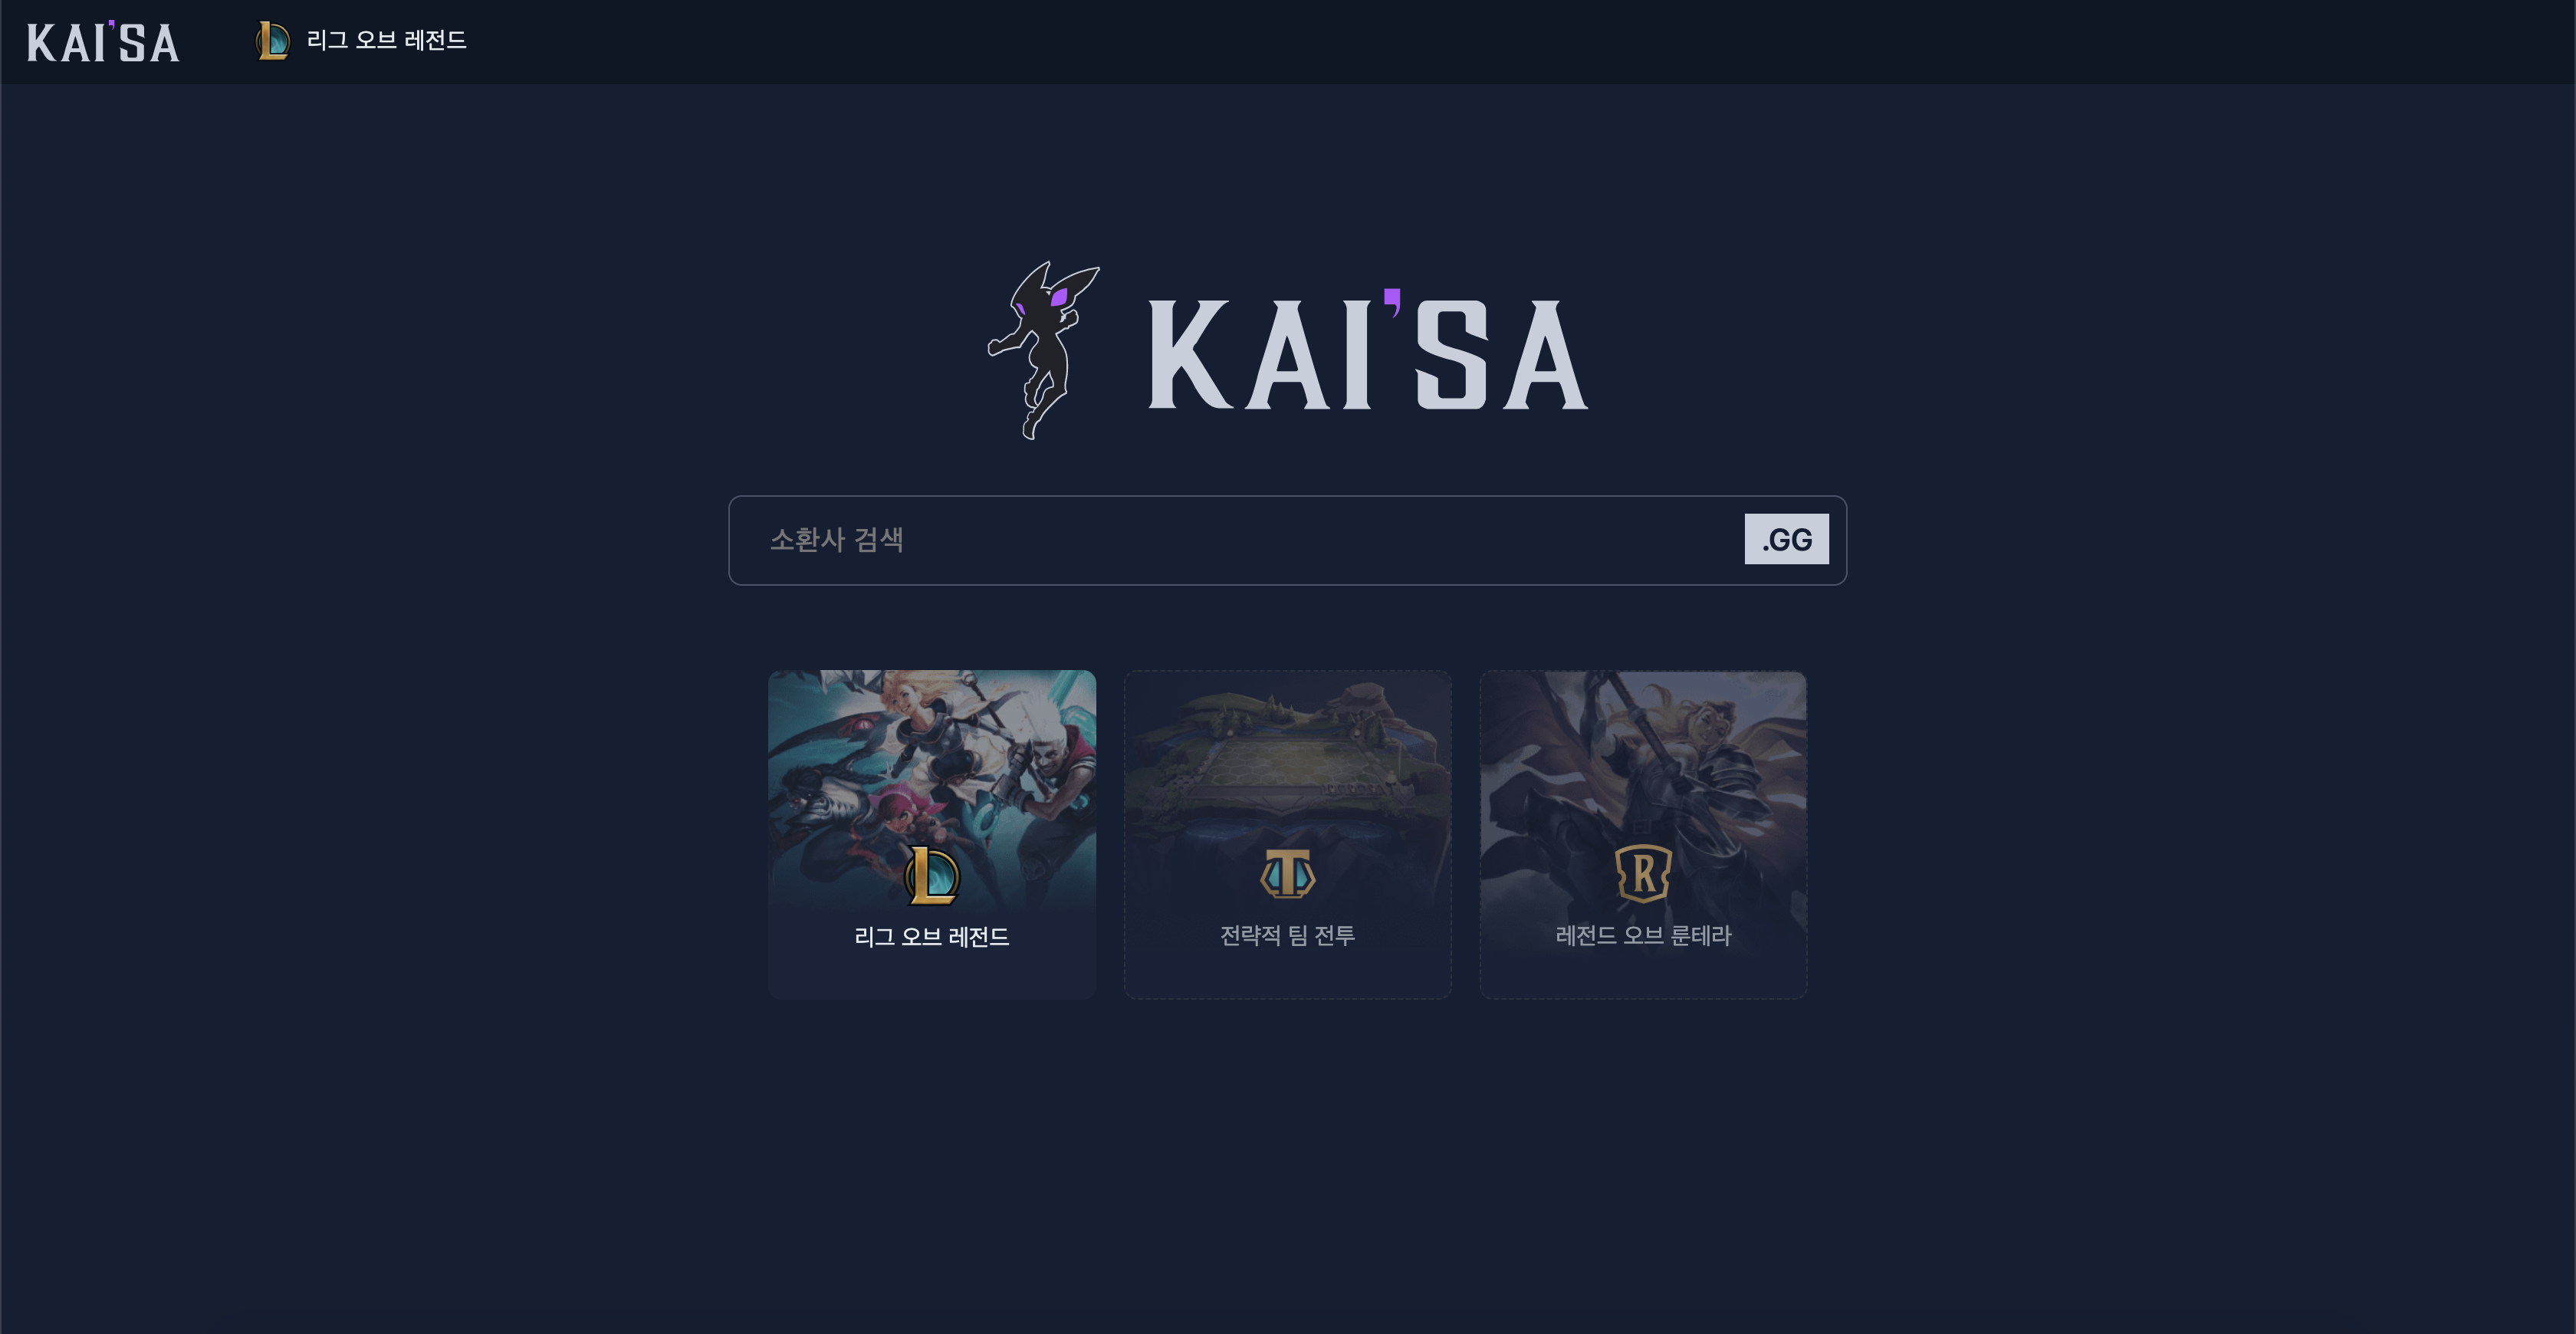 KAI'SA
리그 오브 레전드
KAI'SA
소환사 검색
.GG
리그 오브 레전드
전략적 팀 전투
레전드 오브 룬테라